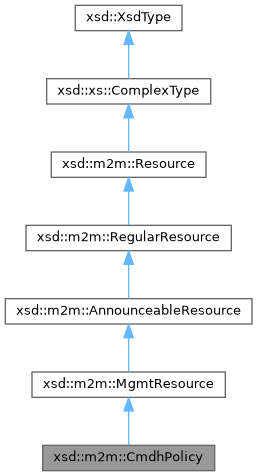 xsd::XsdType
xsd::xs::ComplexType
xsd::m2m::Resource
xsd::m2m::RegularResource
xsd::m2m::AnnounceableResource
xsd::m2m::MgmtResource
xsd::m2m::CmdhPolicy